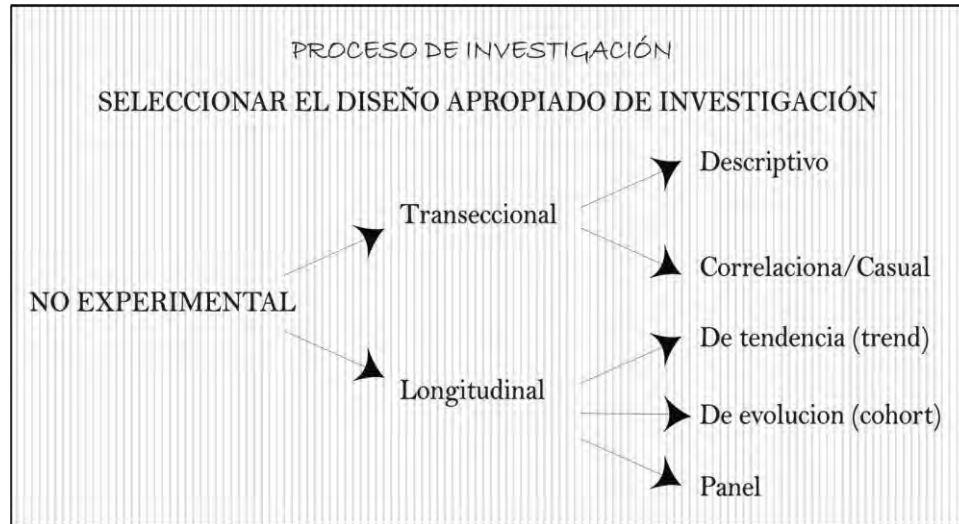 PROCESO DE INVESTIGACIÓN
SELECCIONAR EL DISEÑO APROPIADO DE INVESTIGACIÓN
NO EXPERIMENTAL
Transeccional
Descriptivo
Correlaciona/Casual
Longitudinal
De tendencia (trend)
De evolucion (cohort)
Panel